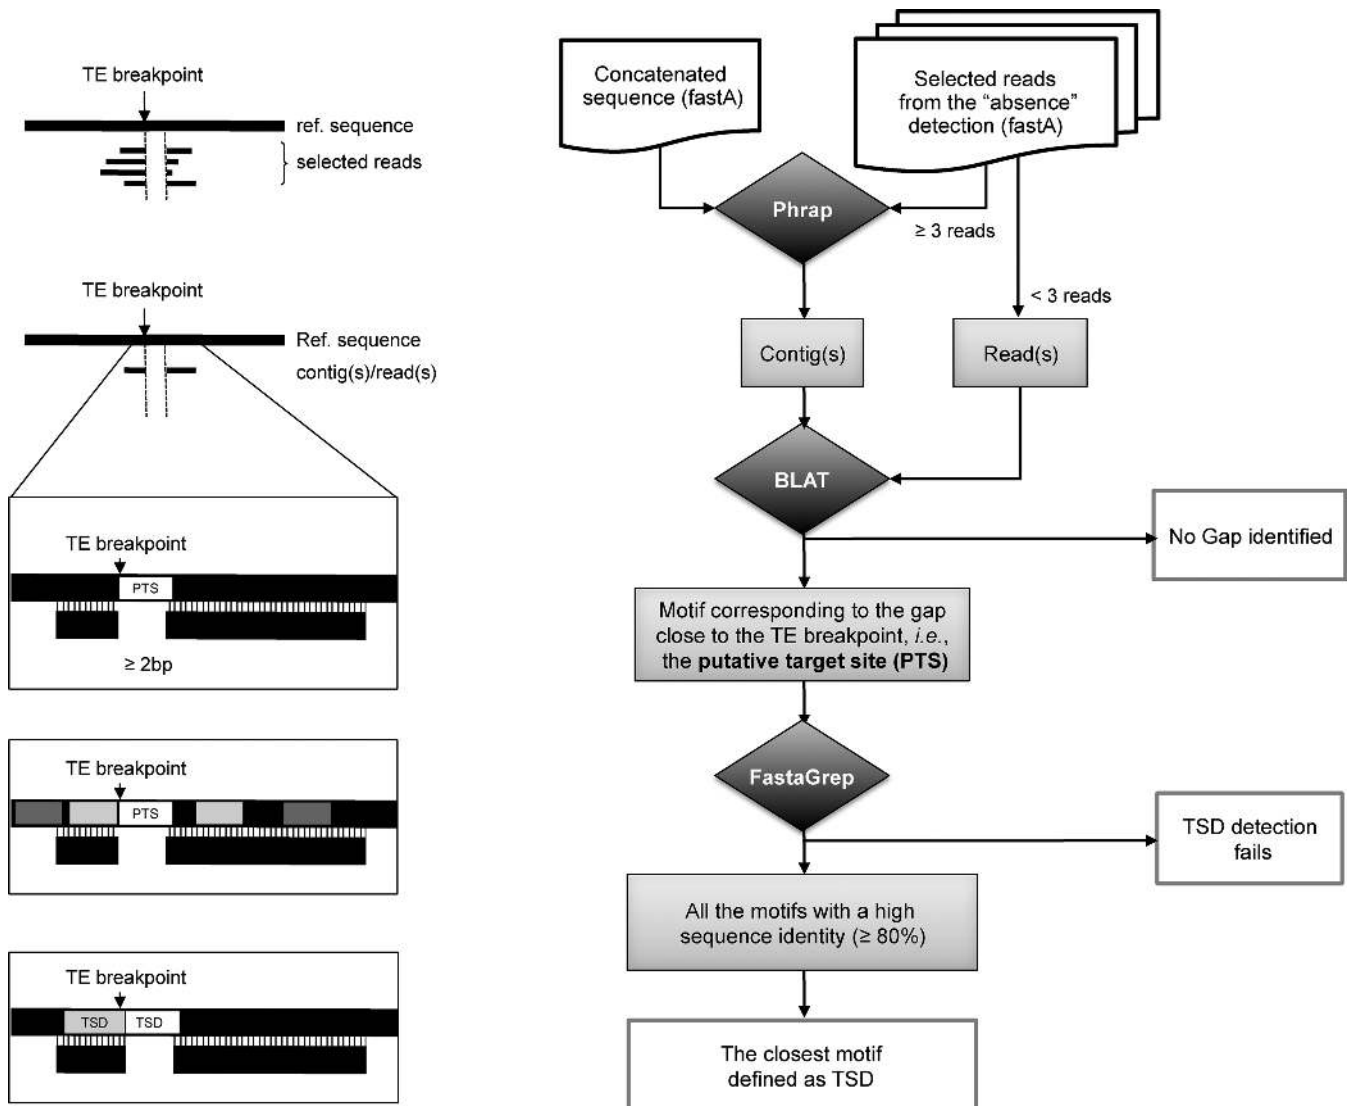 TE breakpoint
ref. sequence
selected reads
TE breakpoint
Ref. sequence
contig(s)/read(s)
TE breakpoint
PTS
≥ 2bp
TE breakpoint
PTS
TE breakpoint
TSD
TSD
Concatenated
sequence (fastA)
Selected reads
from the “absence”
detection (fastA)
Phrap
≥ 3 reads
< 3 reads
Contig(s)
Read(s)
BLAT
No Gap identified
Motif corresponding to the gap
close to the TE breakpoint, i.e.,
the putative target site (PTS)
FastaGrep
TSD detection
fails
All the motifs with a high
sequence identity (≥ 80%)
The closest motif
defined as TSD